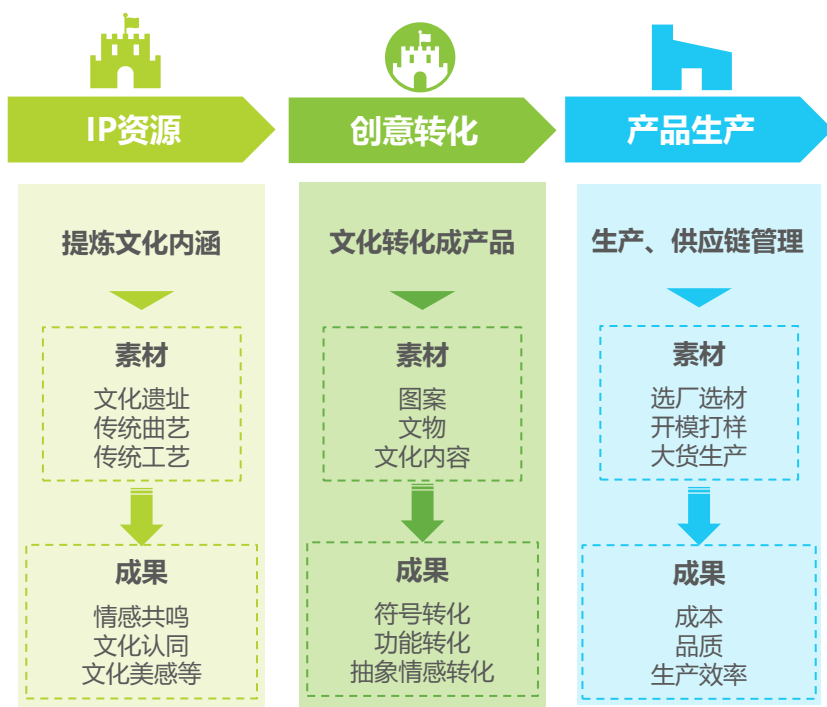 IP资源
提炼文化内涵
素材
文化遗址
传统曲艺
传统工艺
成果
情感共鸣
文化认同
文化美感等
创意转化
文化转化成产品
素材
图案
文物
文化内容
成果
符号转化
功能转化
抽象情感转化
产品生产
生产、供应链管理
素材
选厂选材
开模打样
大货生产
成果
成本
品质
生产效率